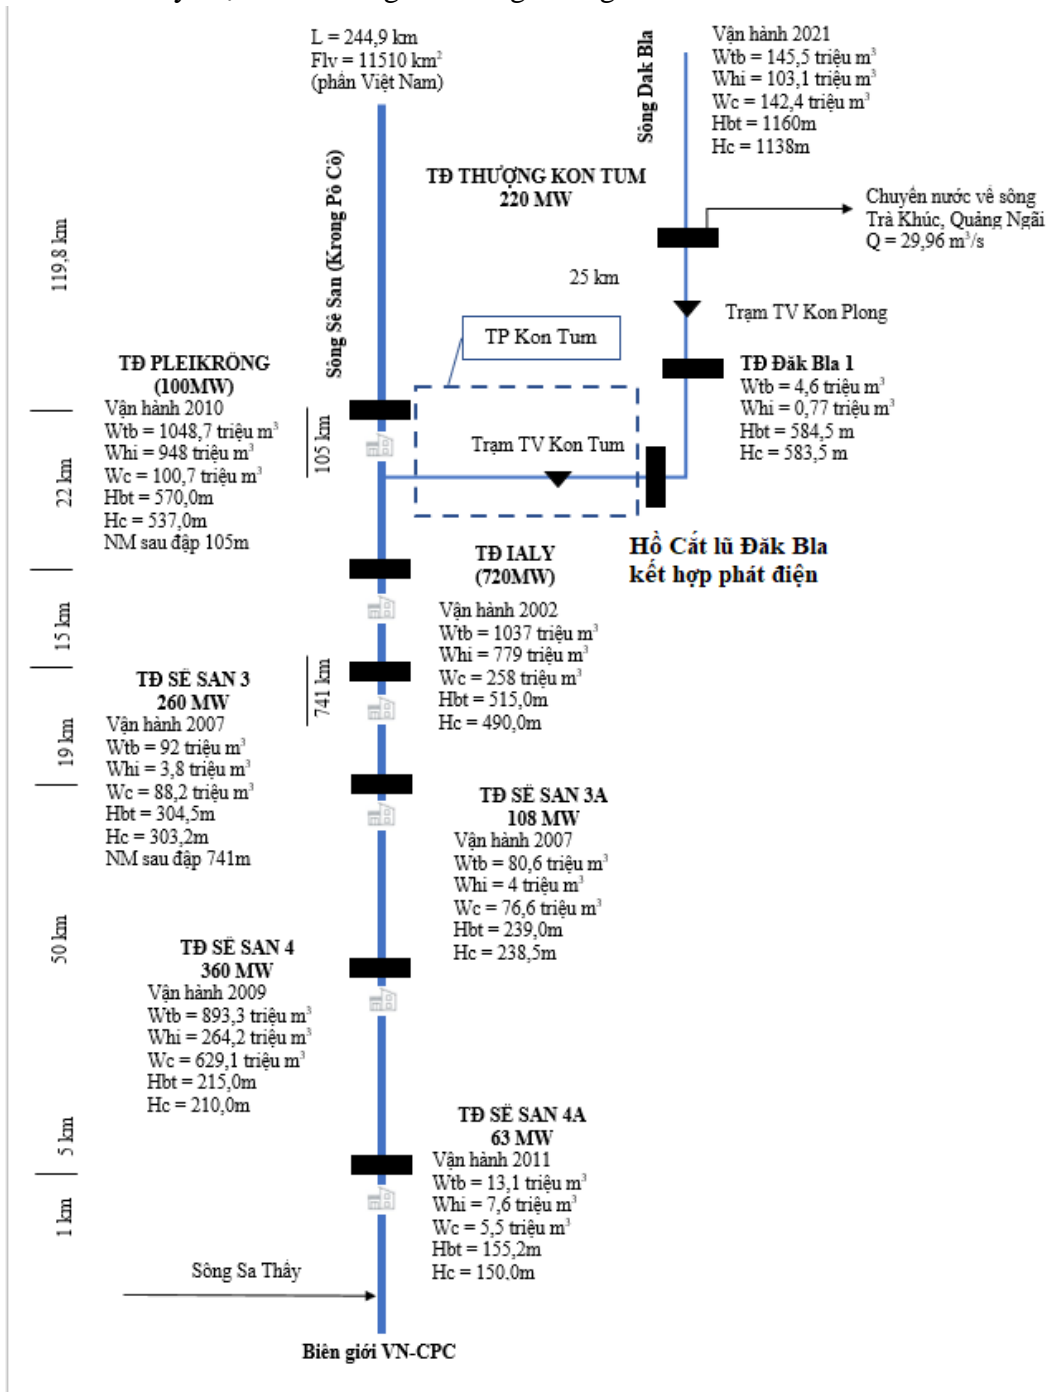 L = 244,9 km
Flv = 11510 km²
(phần Việt Nam)
Sông Sê San (Krong Pô Cô)
Sông Dak Bla
Vận hành 2021
Wtb = 145,5 triệu m³
Whi = 103,1 triệu m³
Wc = 142,4 triệu m³
Hbt = 1160m
Hc = 1138m
TĐ THƯỢNG KON TUM
220 MW
Chuyển nước về sông
Trà Khúc, Quảng Ngãi
Q = 29,96 m³/s
119,8 km
25 km
Trạm TV Kon Plong
TP Kon Tum
TĐ PLEIKRÔNG
(100MW)
Vận hành 2010
Wtb = 1048,7 triệu m³
Whi = 948 triệu m³
Wc = 100,7 triệu m³
Hbt = 570,0m
Hc = 537,0m
NM sau đập 105m
105 km
22 km
Trạm TV Kon Tum
TĐ Đăk Bla 1
Wtb = 4,6 triệu m³
Whi = 0,77 triệu m³
Hbt = 584,5 m
Hc = 583,5 m
Hồ Cắt lũ Đăk Bla
kết hợp phát điện
TĐ IALY
(720MW)
Vận hành 2002
Wtb = 1037 triệu m³
Whi = 779 triệu m³
Wc = 258 triệu m³
Hbt = 515,0m
Hc = 490,0m
15 km
741 km
TĐ SÊ SAN 3
260 MW
Vận hành 2007
Wtb = 92 triệu m³
Whi = 3,8 triệu m³
Wc = 88,2 triệu m³
Hbt = 304,5m
Hc = 303,2m
NM sau đập 741m
19 km
TĐ SÊ SAN 3A
108 MW
Vận hành 2007
Wtb = 80,6 triệu m³
Whi = 4 triệu m³
Wc = 76,6 triệu m³
Hbt = 239,0m
Hc = 238,5m
50 km
TĐ SÊ SAN 4
360 MW
Vận hành 2009
Wtb = 893,3 triệu m³
Whi = 264,2 triệu m³
Wc = 629,1 triệu m³
Hbt = 215,0m
Hc = 210,0m
5 km
TĐ SÊ SAN 4A
63 MW
Vận hành 2011
Wtb = 13,1 triệu m³
Whi = 7,6 triệu m³
Wc = 5,5 triệu m³
Hbt = 155,2m
Hc = 150,0m
1 km
Sông Sa Thầy
Biên giới VN-CPC